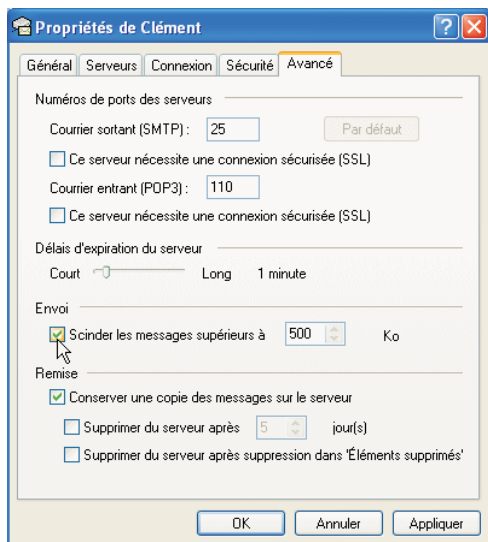 Propriétés de Clément
Général Serveurs Connexion Sécurité Avancé
Numéros de ports des serveurs
Courrier sortant (SMTP) : 25 Par défaut
Ce serveur nécessite une connexion sécurisée (SSL)
Courrier entrant (POP3) : 110
Ce serveur nécessite une connexion sécurisée (SSL)
Délais d'expiration du serveur
Court Long 1 minute
Envoi
Scinder les messages supérieurs à 500 Ko
Remise
Conserver une copie des messages sur le serveur
Supprimer du serveur après 5 jour(s)
Supprimer du serveur après suppression dans 'Éléments supprimés'
OK Annuler Appliquer